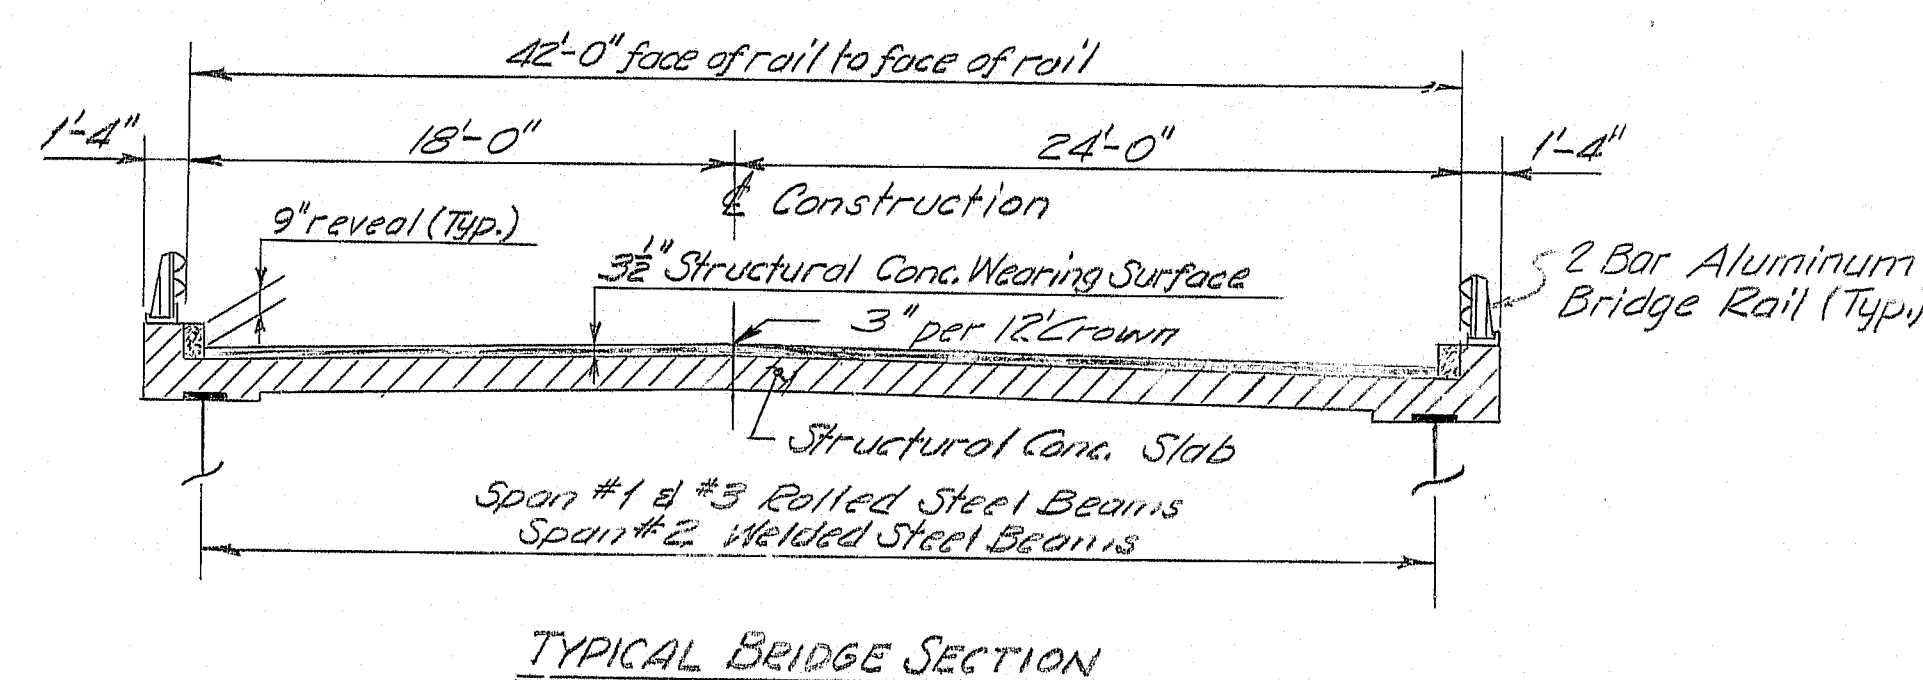 42'-0" face of rail to face of rail
1'-4"
18'-0"
24'-0"
1'-4"
℄ Construction
9" reveal (Typ.)
3½" Structural Conc. Wearing Surface
3" per 12' Crown
2 Bar Aluminum
Bridge Rail (Typ.)
Structural Conc. Slab
Span #1 & #3 Rolled Steel Beams
Span #2 Welded Steel Beams
TYPICAL BRIDGE SECTION